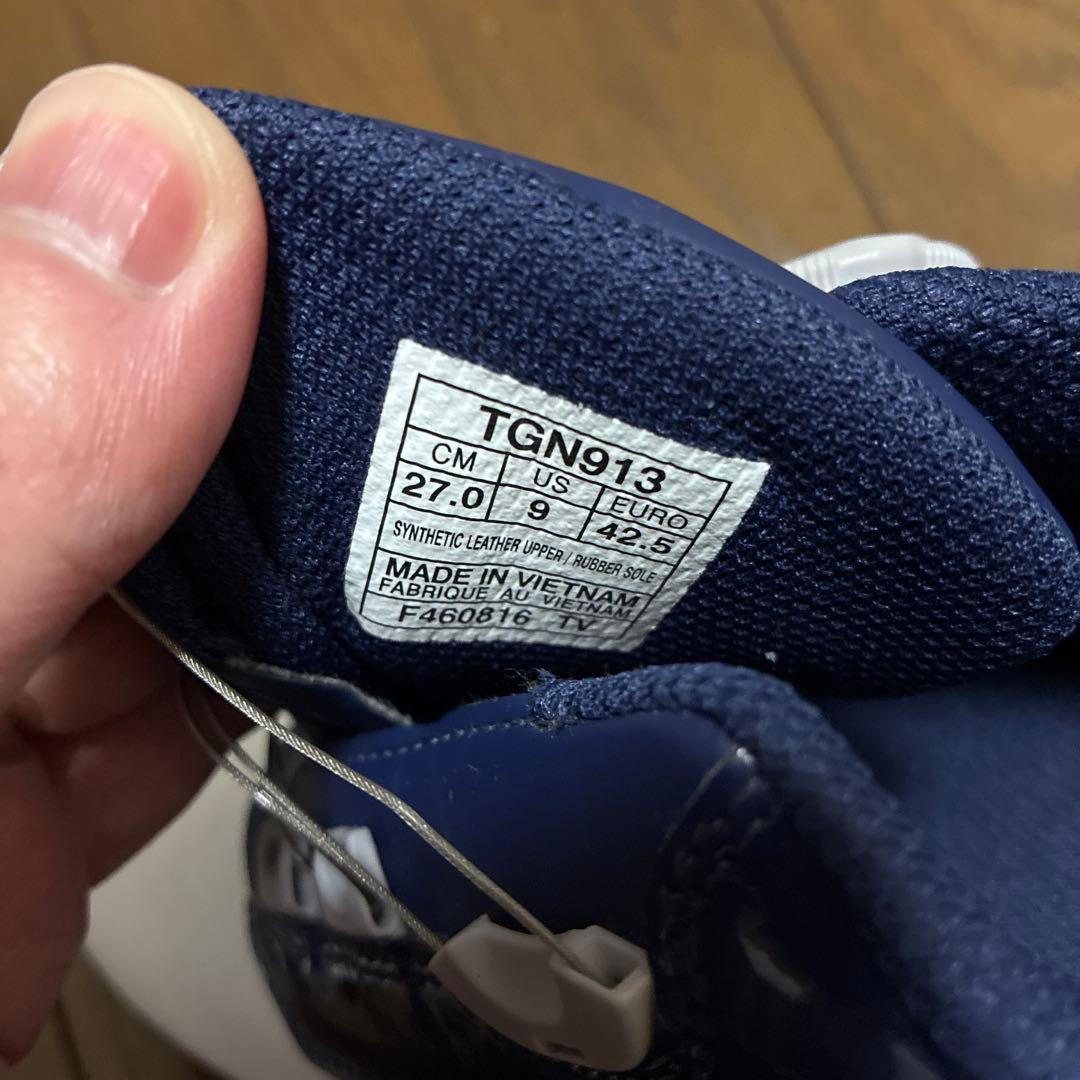 TGN913
CM US EURO
27.0 9 42.5
SYNTHETIC LEATHER UPPER / RUBBER SOLE
MADE IN VIETNAM
FABRIQUE AU VIETNAM
F460816 TV